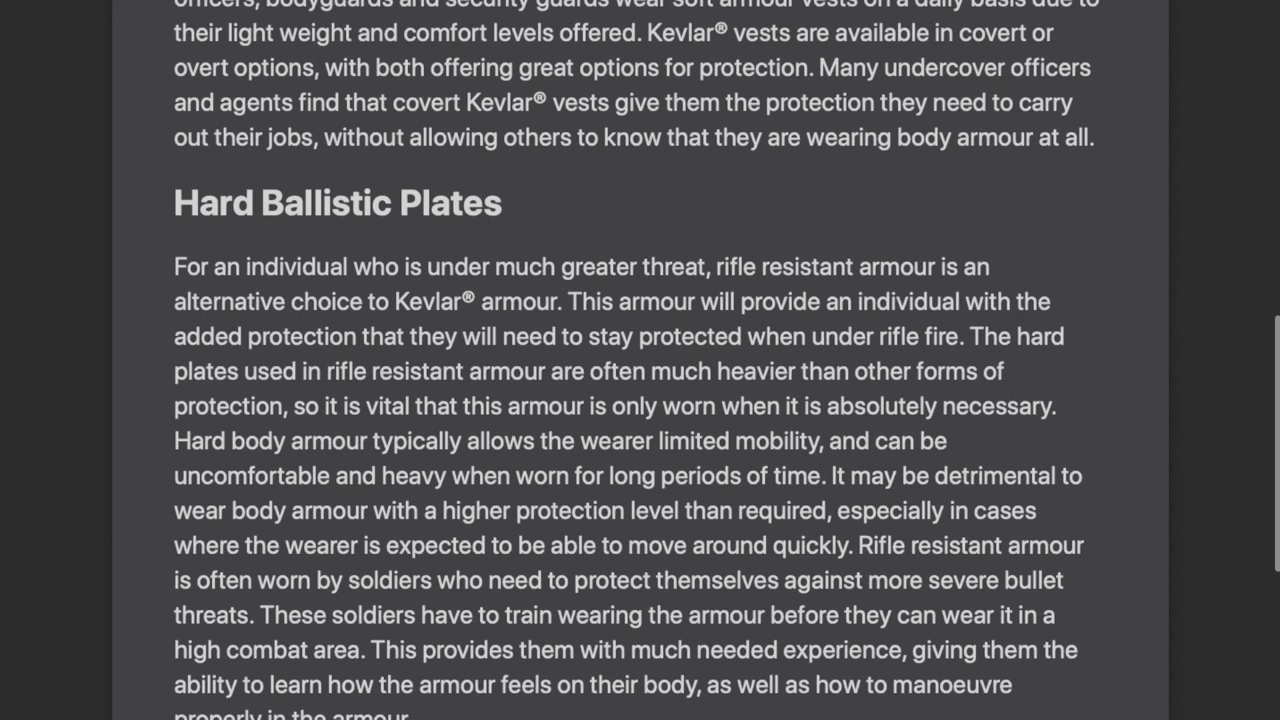 officers, bodyguards and security guards wear soft armour vests on a daily basis due to
their light weight and comfort levels offered. Kevlar® vests are available in covert or
overt options, with both offering great options for protection. Many undercover officers
and agents find that covert Kevlar® vests give them the protection they need to carry
out their jobs, without allowing others to know that they are wearing body armour at all.
Hard Ballistic Plates
For an individual who is under much greater threat, rifle resistant armour is an
alternative choice to Kevlar® armour. This armour will provide an individual with the
added protection that they will need to stay protected when under rifle fire. The hard
plates used in rifle resistant armour are often much heavier than other forms of
protection, so it is vital that this armour is only worn when it is absolutely necessary.
Hard body armour typically allows the wearer limited mobility, and can be
uncomfortable and heavy when worn for long periods of time. It may be detrimental to
wear body armour with a higher protection level than required, especially in cases
where the wearer is expected to be able to move around quickly. Rifle resistant armour
is often worn by soldiers who need to protect themselves against more severe bullet
threats. These soldiers have to train wearing the armour before they can wear it in a
high combat area. This provides them with much needed experience, giving them the
ability to learn how the armour feels on their body, as well as how to manoeuvre
properly in the armour.